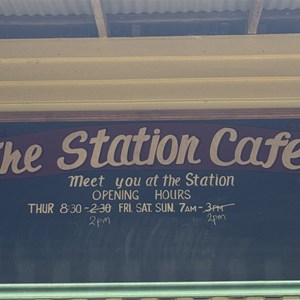 The Station Cafe
Meet you at the Station
OPENING HOURS
THUR 8:30-2:30 FRI. SAT. SUN. 7AM-3PM
2pm 2pm